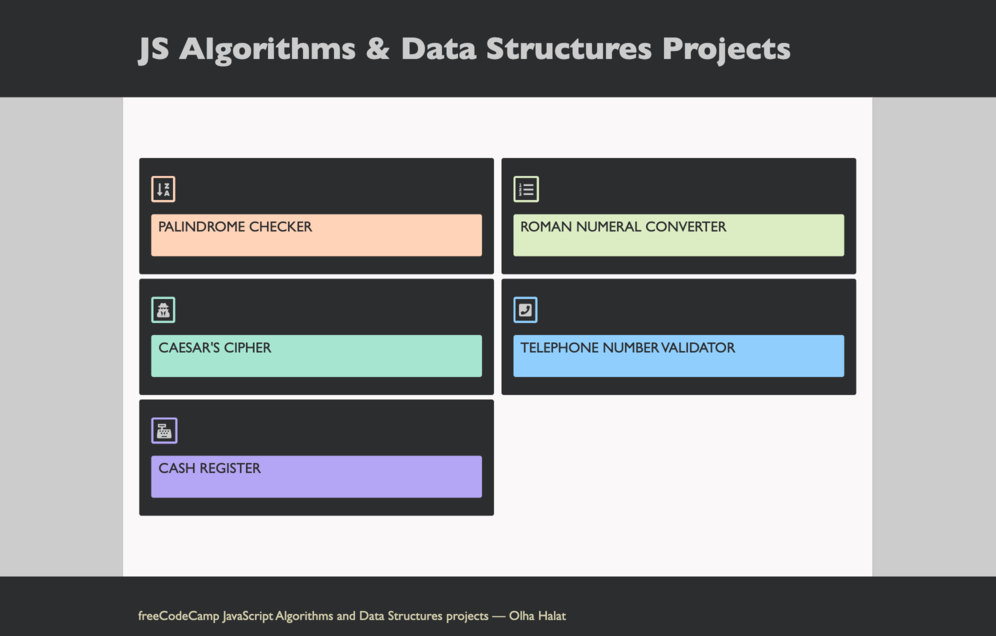 JS Algorithms & Data Structures Projects
PALINDROME CHECKER
ROMAN NUMERAL CONVERTER
CAESAR'S CIPHER
TELEPHONE NUMBER VALIDATOR
CASH REGISTER
freeCodeCamp JavaScript Algorithms and Data Structures projects — Olha Halat